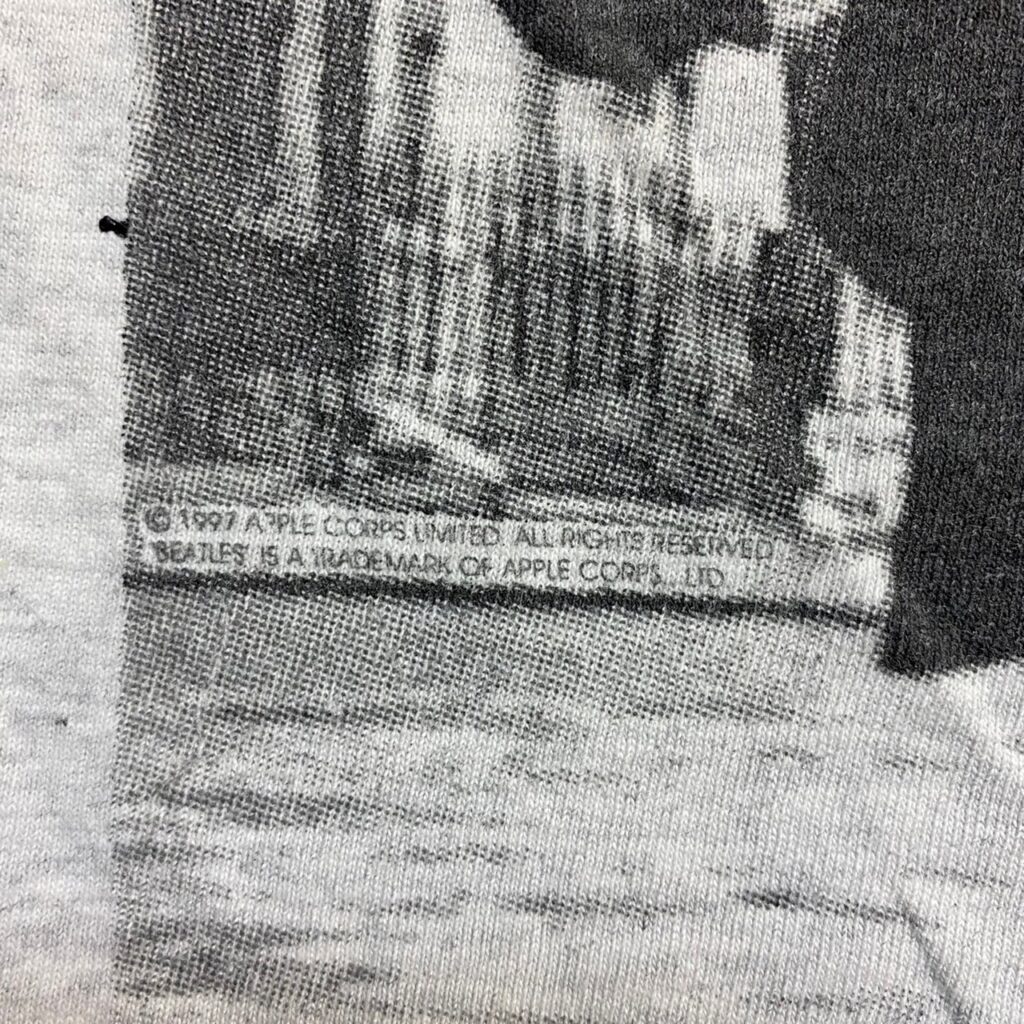 © 1997 APPLE CORPS LIMITED. ALL RIGHTS RESERVED
'BEATLES' IS A TRADEMARK OF APPLE CORPS., LTD